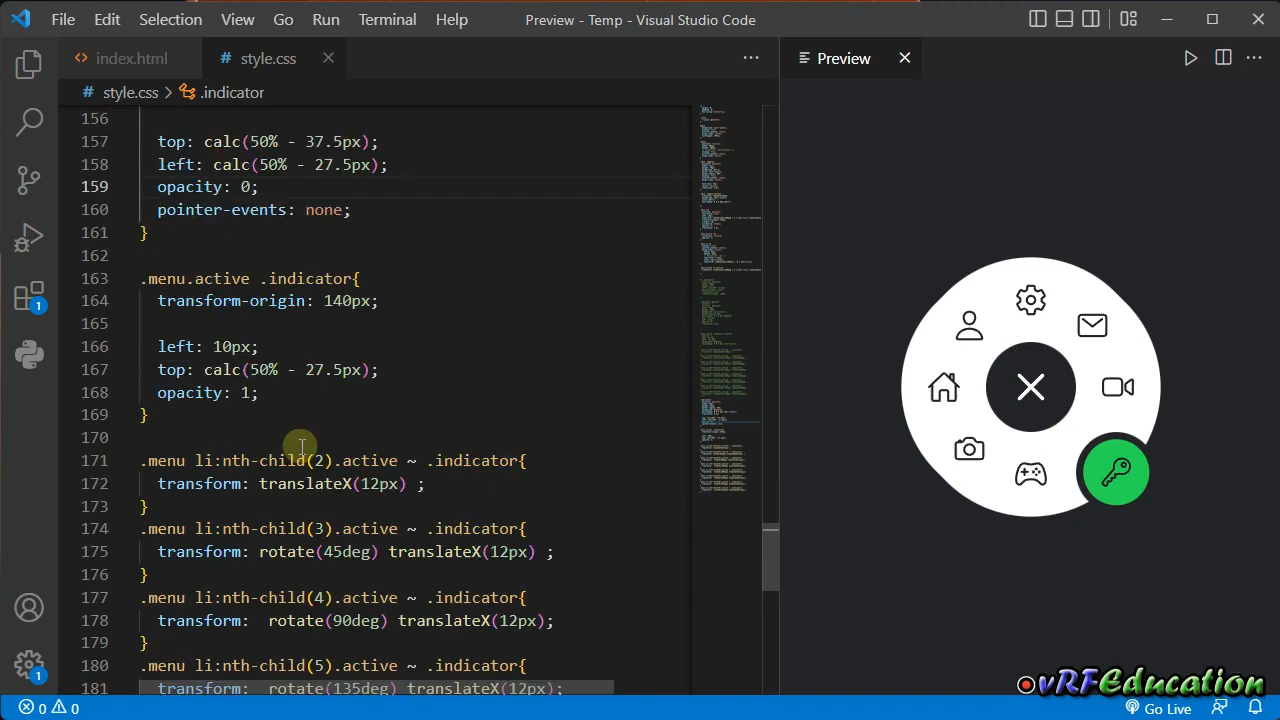 File Edit Selection View Go Run Terminal Help Preview - Temp - Visual Studio Code
index.html # style.css Preview
# style.css > .indicator
156
157 top: calc(50% - 37.5px);
158 left: calc(50% - 27.5px);
159 opacity: 0;
160 pointer-events: none;
161 }
162
163 .menu.active .indicator{
164 transform-origin: 140px;
165
166 left: 10px;
167 top: calc(50% - 27.5px);
168 opacity: 1;
169 }
170
171 .menu li:nth-child(2).active ~ .indicator{
172 transform: translateX(12px) ;
173 }
174 .menu li:nth-child(3).active ~ .indicator{
175 transform: rotate(45deg) translateX(12px) ;
176 }
177 .menu li:nth-child(4).active ~ .indicator{
178 transform:  rotate(90deg) translateX(12px);
179 }
180 .menu li:nth-child(5).active ~ .indicator{
181 transform:  rotate(135deg) translateX(12px);
1
1
vRFEducation
0 0 Go Live